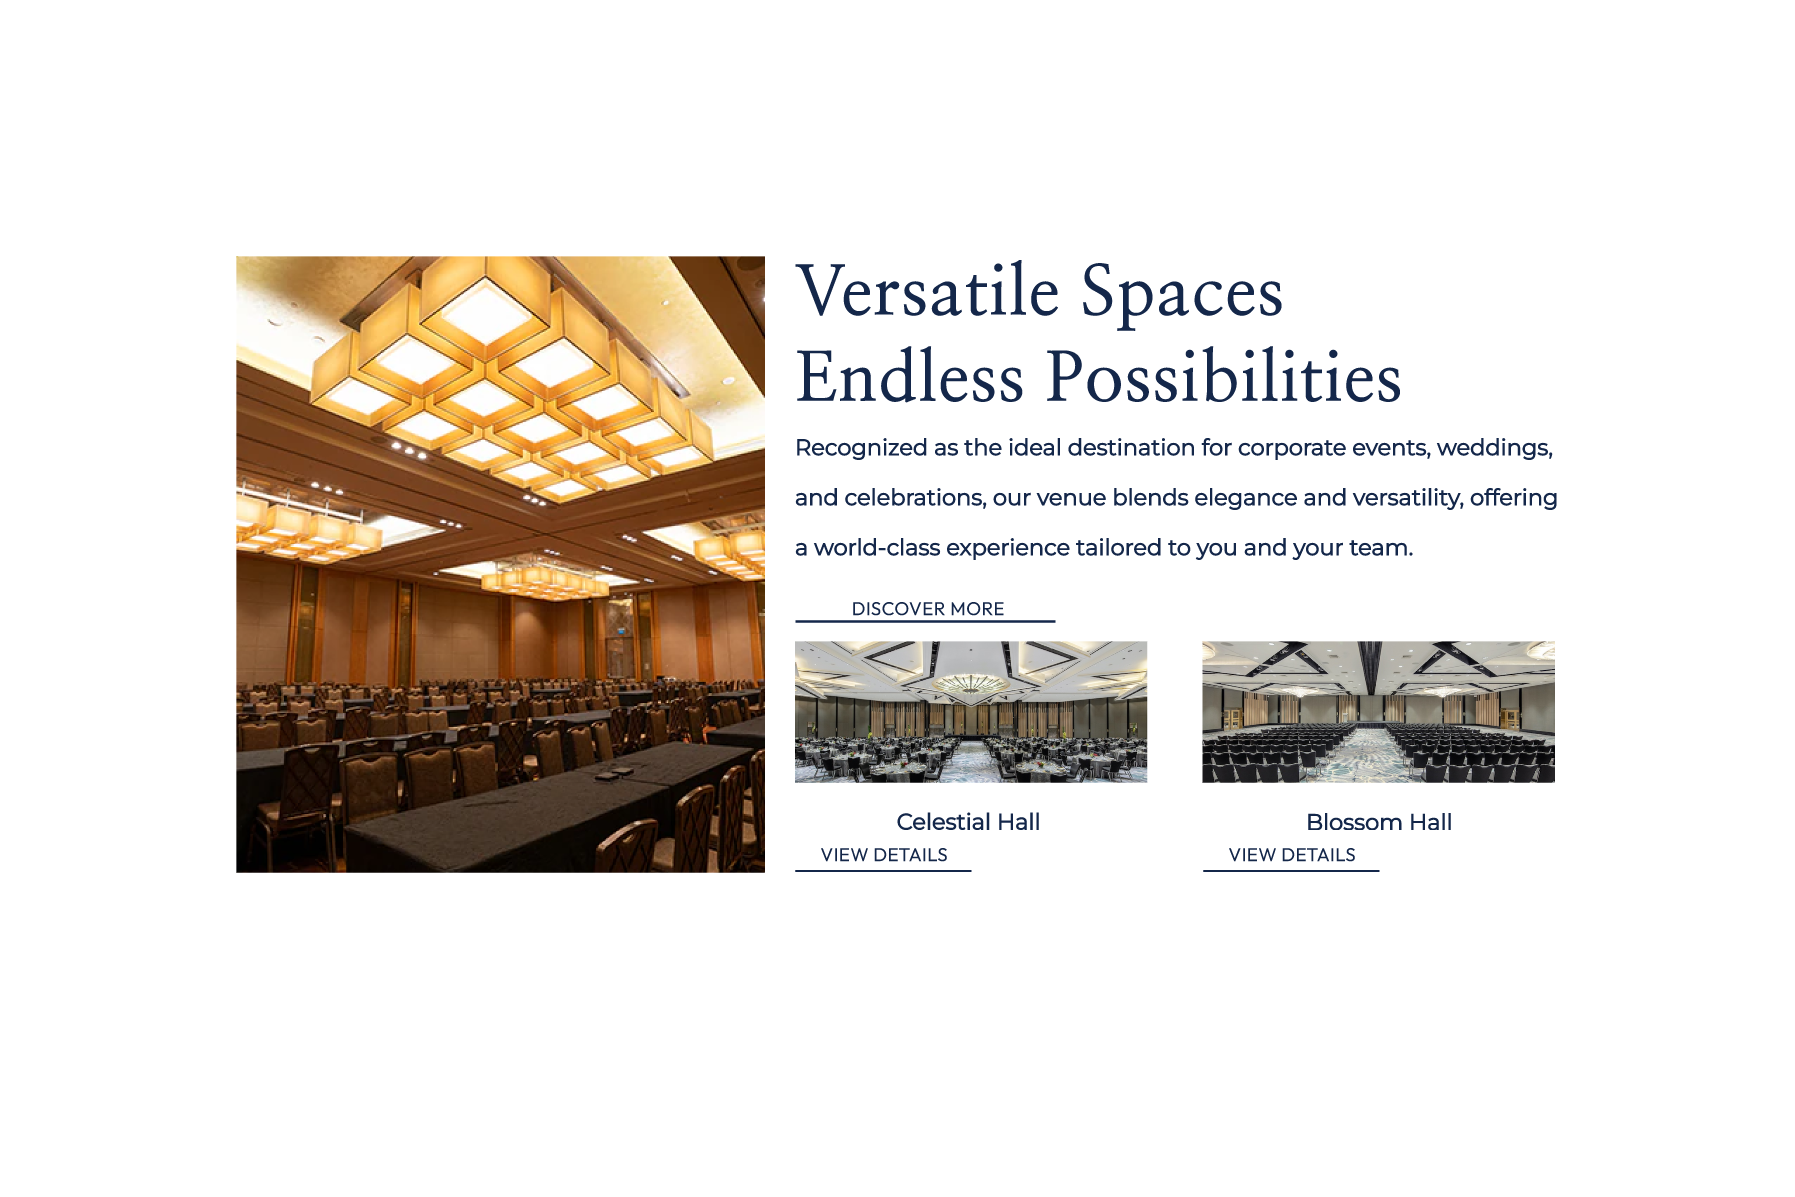 Versatile Spaces
Endless Possibilities
Recognized as the ideal destination for corporate events, weddings,
and celebrations, our venue blends elegance and versatility, offering
a world-class experience tailored to you and your team.
DISCOVER MORE
Celestial Hall
VIEW DETAILS
Blossom Hall
VIEW DETAILS